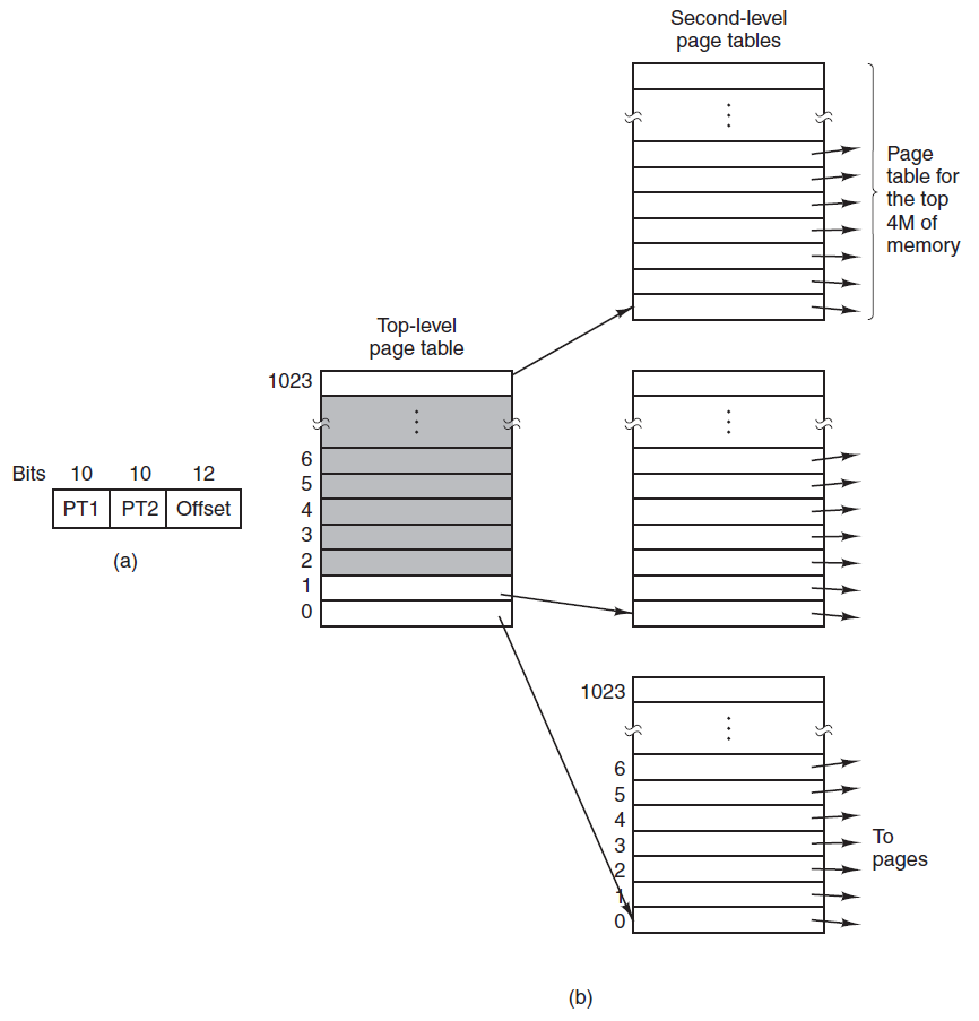 Second-level
page tables
Page
table for
the top
4M of
memory
Top-level
page table
1023
6
5
4
3
2
1
0
Bits 10 10 12
PT1 PT2 Offset
(a)
1023
6
5
4
3
2
1
0
To
pages
(b)